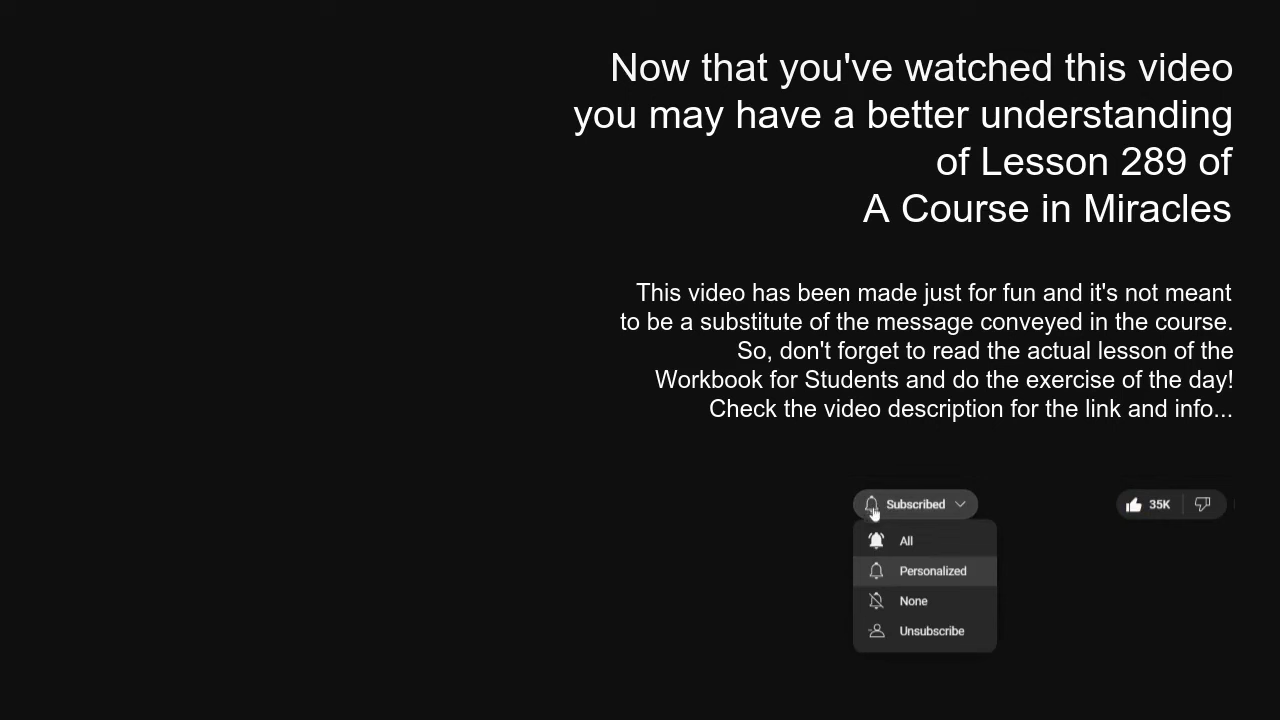 Now that you've watched this video
you may have a better understanding
of Lesson 289 of
A Course in Miracles
This video has been made just for fun and it's not meant
to be a substitute of the message conveyed in the course.
So, don't forget to read the actual lesson of the
Workbook for Students and do the exercise of the day!
Check the video description for the link and info...
Subscribed
35K
All
Personalized
None
Unsubscribe